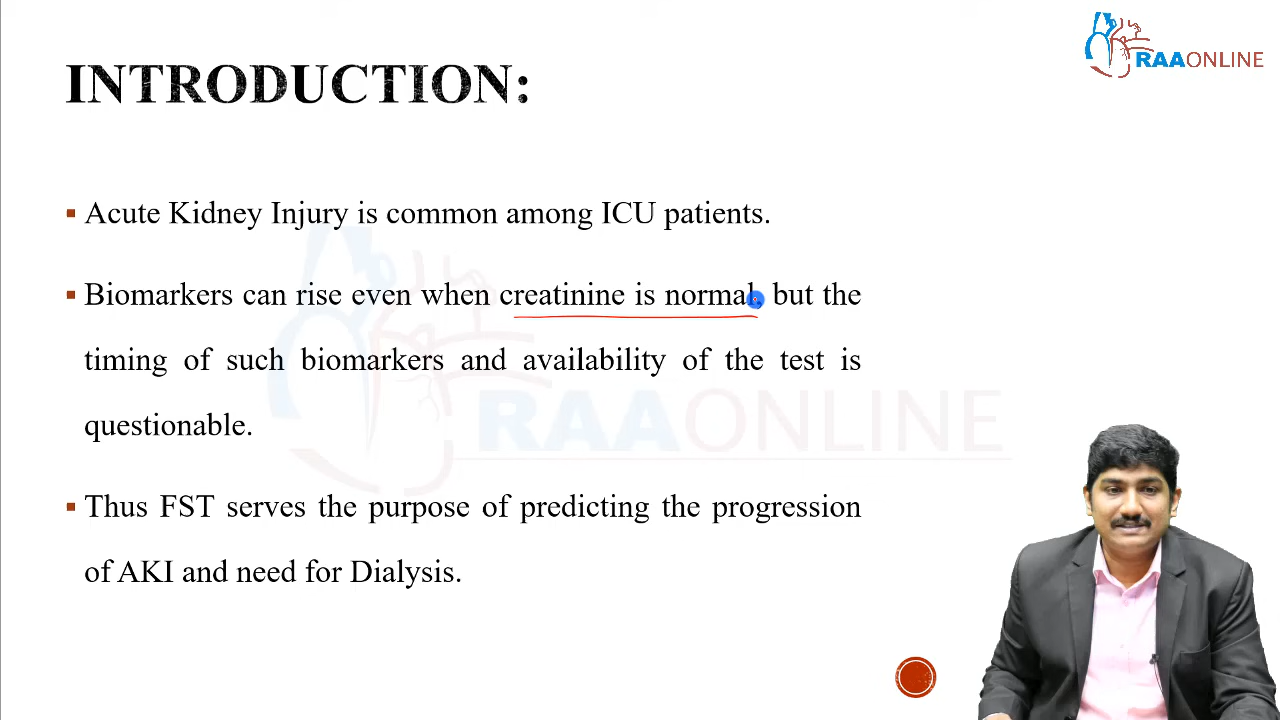 RAAONLINE
INTRODUCTION:
▪ Acute Kidney Injury is common among ICU patients.
▪ Biomarkers can rise even when creatinine is normal, but the
timing of such biomarkers and availability of the test is
questionable.
▪ Thus FST serves the purpose of predicting the progression
of AKI and need for Dialysis.
RAAONLINE